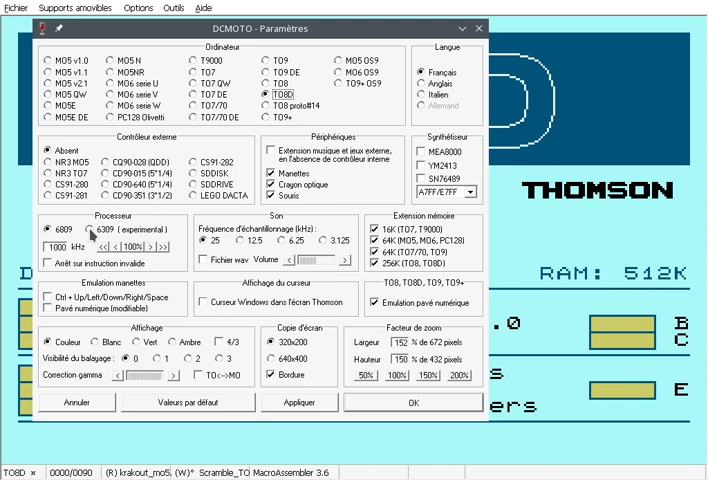 Fichier Supports amovibles Options Outils Aide
DCMOTO - Paramètres
Ordinateur
MO5 v1.0 MO5 N T9000 TO9 MO5 OS9
MO5 v1.1 MO5NR TO7 TO9 DE MO6 OS9
MO5 v2.1 MO6 serie U TO7 QW TO8 TO9+ OS9
MO5 QW MO6 serie V TO7 DE TO8D
MO5E MO6 serie W TO7/70 TO8 proto#14
MO5E DE PC128 Olivetti TO7/70 DE TO9+
Langue
Français
Anglais
Italien
Allemand
Contrôleur externe
Absent
NR3 MO5 CQ90-028 (QDD) CS91-282
NR3 TO7 CD90-015 (5"1/4) SDDISK
CS91-280 CD90-640 (5"1/4) SDDRIVE
CS91-281 CD90-351 (3"1/2) LEGO DACTA
Périphériques
Extension musique et jeux externe,
en l'absence de contrôleur interne
Manettes
Crayon optique
Souris
Synthétiseur
MEA8000
YM2413
SN76489
A7FF/E7FF
THOMSON
Processeur
6809 6309 ( experimental )
1000 kHz << < 100% > >>
Arrêt sur instruction invalide
Son
Fréquence d'échantillonnage (kHz) :
25 12.5 6.25 3.125
Fichier wav Volume < >
Extension mémoire
16K (TO7, T9000)
64K (MO5, MO6, PC128)
64K (TO7/70, TO9)
256K (TO8, TO8D)
D
RAM: 512K
Emulation manettes
Ctrl + Up/Left/Down/Right/Space
Pavé numérique (modifiable)
Affichage du curseur
Curseur Windows dans l'écran Thomson
TO8, TO8D, TO9, TO9+
Emulation pavé numérique
.0 B
C
Affichage
Couleur Blanc Vert Ambre 4/3
Visibilité du balayage : 0 1 2 3
Correction gamma < > TO<->MO
Copie d'écran
320x200
640x400
Bordure
Facteur de zoom
Largeur 152 % de 672 pixels
Hauteur 150 % de 432 pixels
50% 100% 150% 200%
s
E
ers
Annuler Valeurs par défaut Appliquer OK
TO8D 0000/0090 (R) krakout_mo5. (W)° Scramble_TO MacroAssembler 3.6